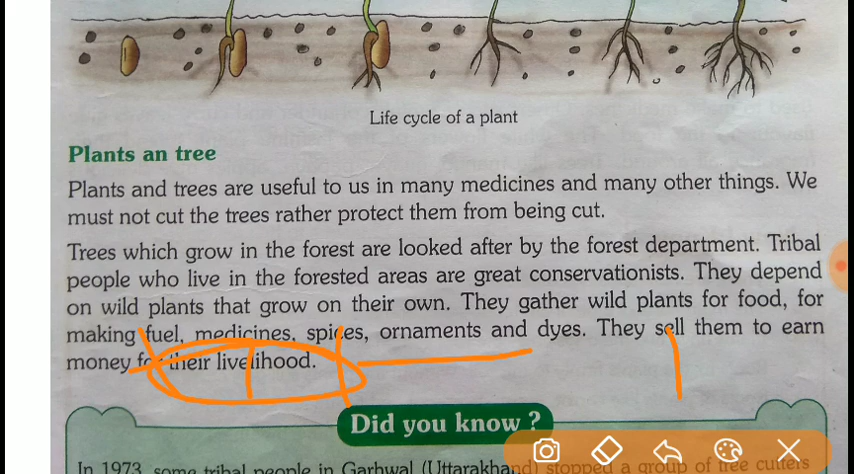 Life cycle of a plant
Plants an tree
Plants and trees are useful to us in many medicines and many other things. We
must not cut the trees rather protect them from being cut.
Trees which grow in the forest are looked after by the forest department. Tribal
people who live in the forested areas are great conservationists. They depend
on wild plants that grow on their own. They gather wild plants for food, for
making fuel, medicines, spices, ornaments and dyes. They sell them to earn
money for their livelihood.
Did you know ?
In 1973, some tribal people in Garhwal (Uttarakhand) stopped a group of tree cutters